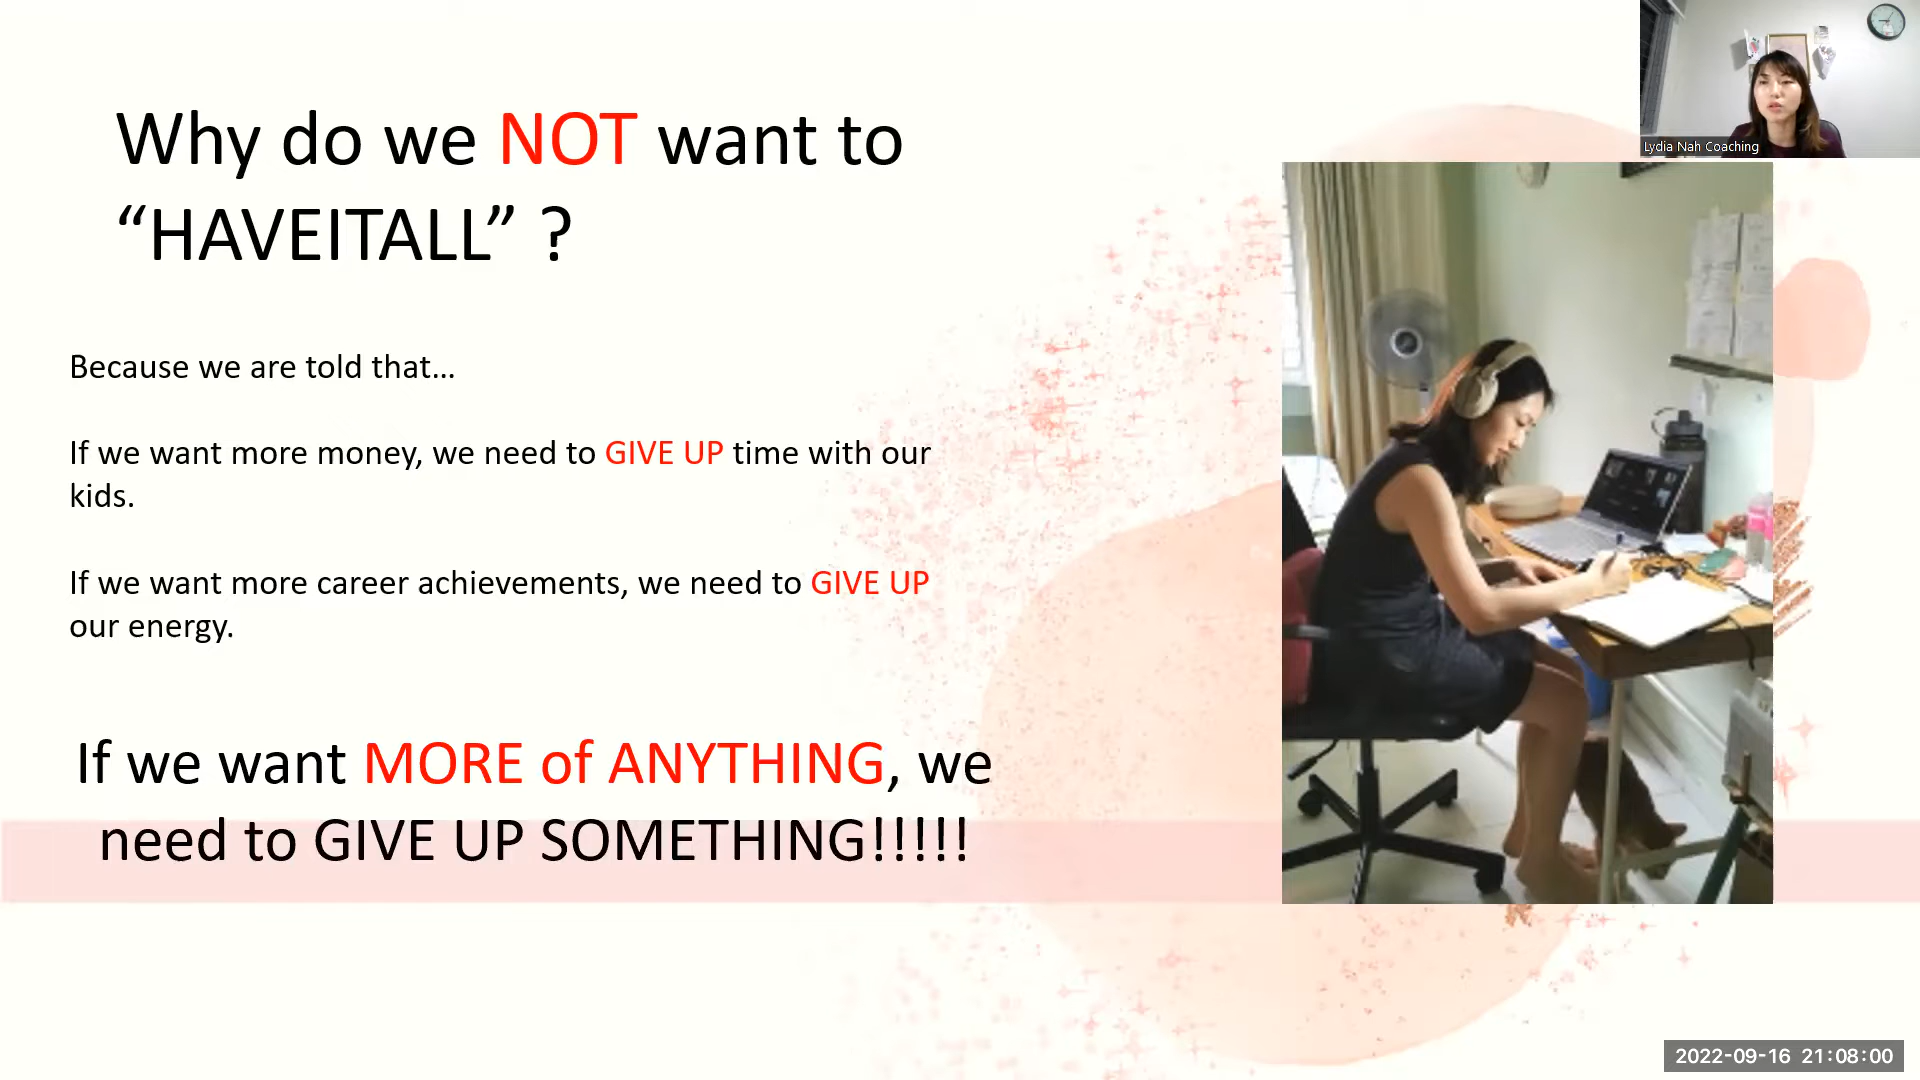 Why do we NOT want to
“HAVEITALL” ?
Lydia Nah Coaching
Because we are told that...
If we want more money, we need to GIVE UP time with our
kids.
If we want more career achievements, we need to GIVE UP
our energy.
If we want MORE of ANYTHING, we
need to GIVE UP SOMETHING!!!!!
2022-09-16 21:08:00